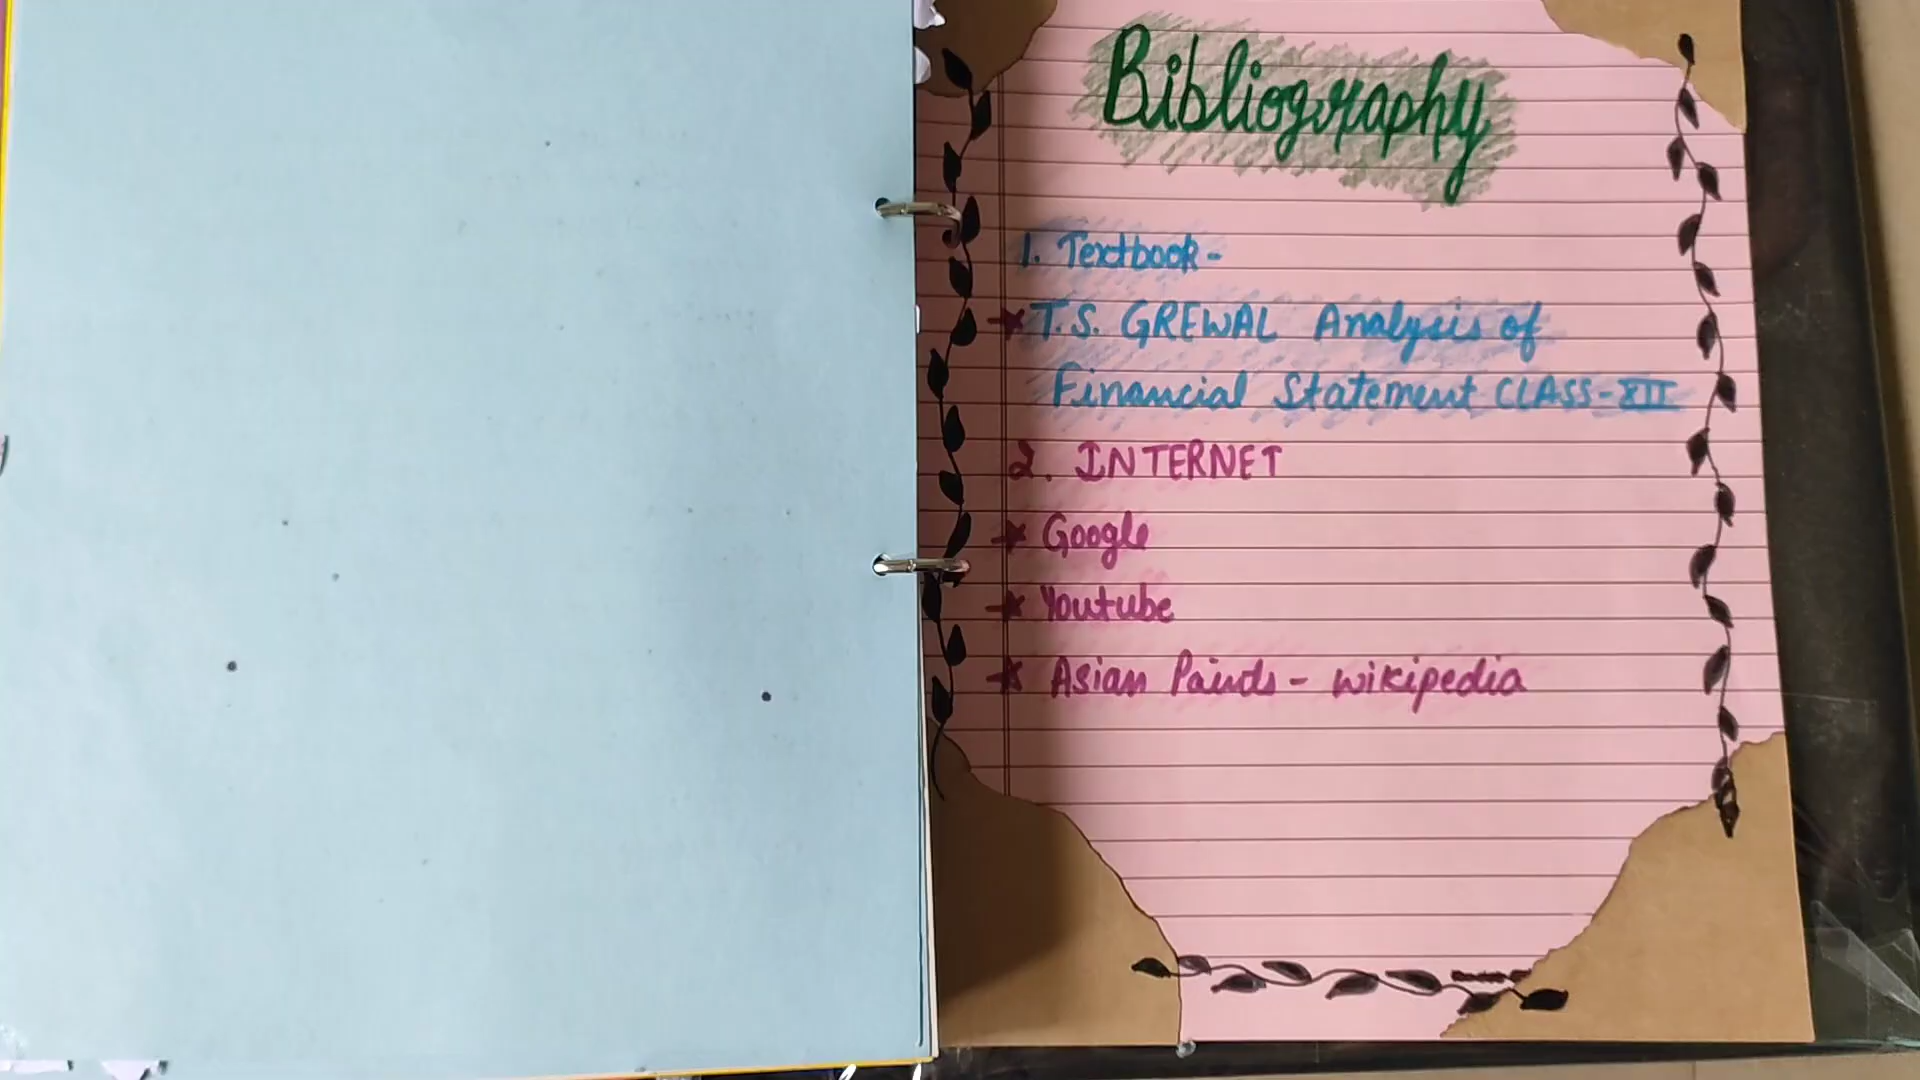 Bibliography
1. Textbook-
* T.S. GREWAL Analysis of
Financial Statement CLASS-XII
2. INTERNET
* Google
* Youtube
* Asian Paints - wikipedia